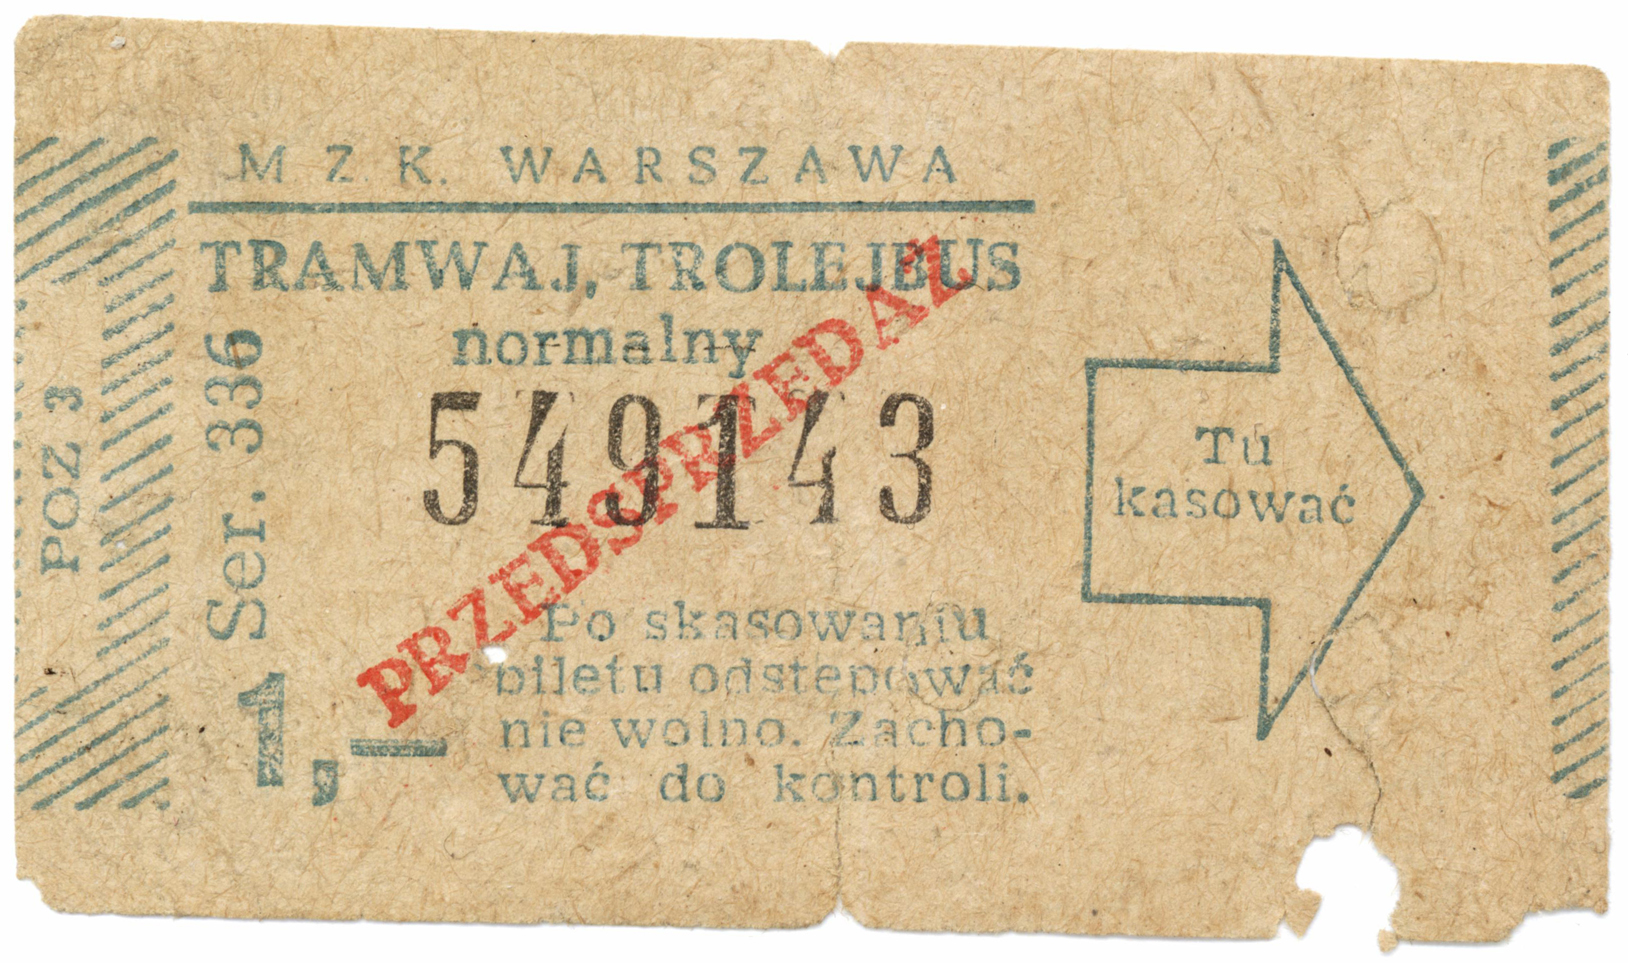 M. Z. K. WARSZAWA
TRAMWAJ, TROLEJBUS
normalny
549143
PRZEDSPRZEDAŻ
POZ 3
Ser. 336
1,—
Po skasowaniu
biletu odstępować
nie wolno. Zacho-
wać do kontroli.
Tu
kasować